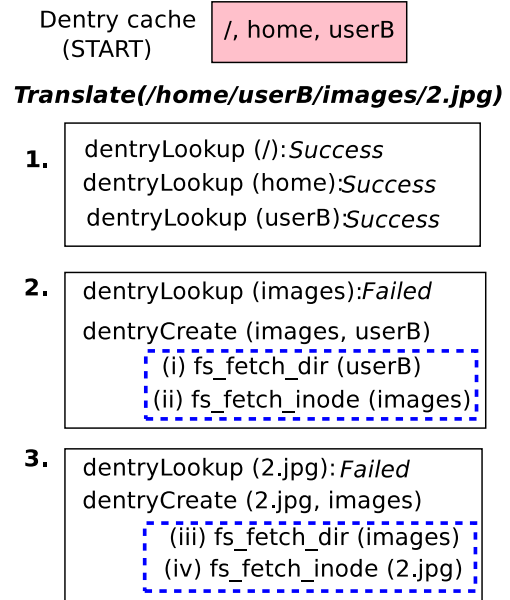 Dentry cache
(START)
/, home, userB
Translate(/home/userB/images/2.jpg)
1.
dentryLookup (/):Success
dentryLookup (home):Success
dentryLookup (userB):Success
2.
dentryLookup (images):Failed
dentryCreate (images, userB)
(i) fs_fetch_dir (userB)
(ii) fs_fetch_inode (images)
3.
dentryLookup (2.jpg):Failed
dentryCreate (2.jpg, images)
(iii) fs_fetch_dir (images)
(iv) fs_fetch_inode (2.jpg)